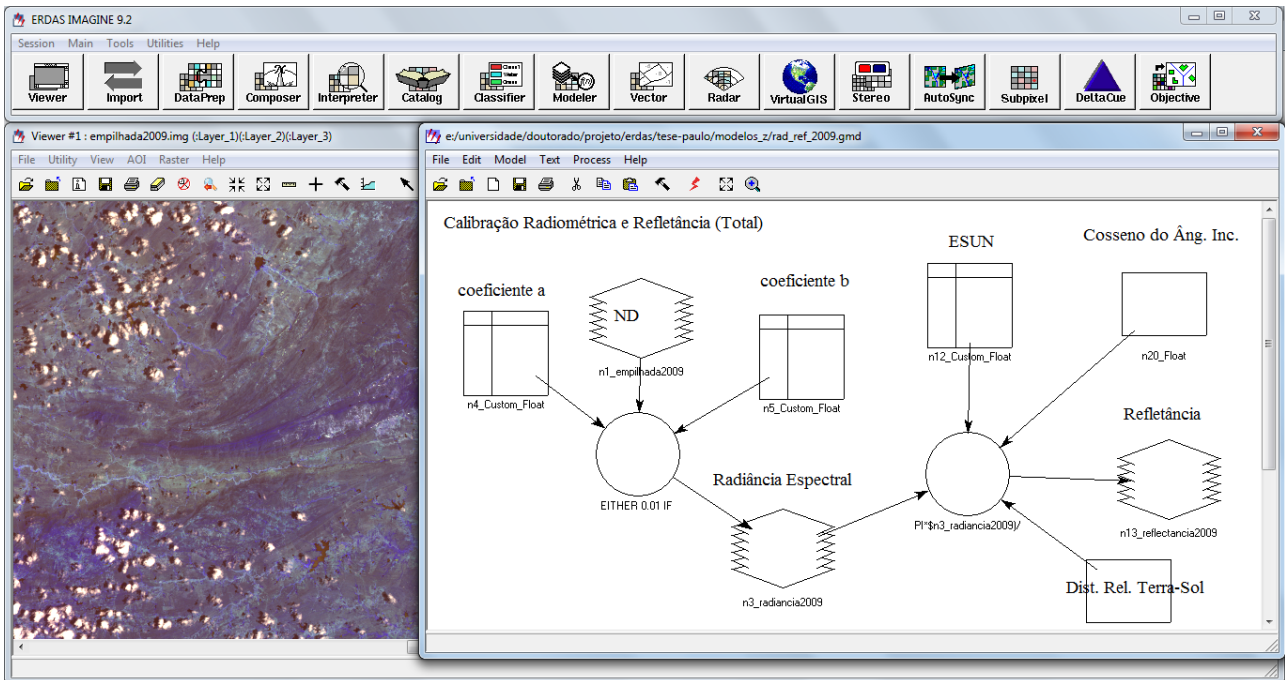 ERDAS IMAGINE 9.2
Session Main Tools Utilities Help
Viewer Import DataPrep Composer Interpreter Catalog Classifier Modeler Vector Radar VirtualGIS Stereo AutoSync Subpixel DeltaCue Objective
Viewer #1 : empilhada2009.img (:Layer_1)(:Layer_2)(:Layer_3)
File Utility View AOI Raster Help
e:/universidade/doutorado/projeto/erdas/tese-paulo/modelos_z/rad_ref_2009.gmd
File Edit Model Text Process Help
Calibração Radiométrica e Refletância (Total)
ESUN
Cosseno do Âng. Inc.
coeficiente a
ND
coeficiente b
n4_Custom_Float
n1_empilhada2009
n5_Custom_Float
n12_Custom_Float
n20_Float
EITHER 0.01 IF
Radiância Espectral
n3_radiancia2009
PI*$n3_radiancia2009)/
Refletância
n13_reflectancia2009
Dist. Rel. Terra-Sol